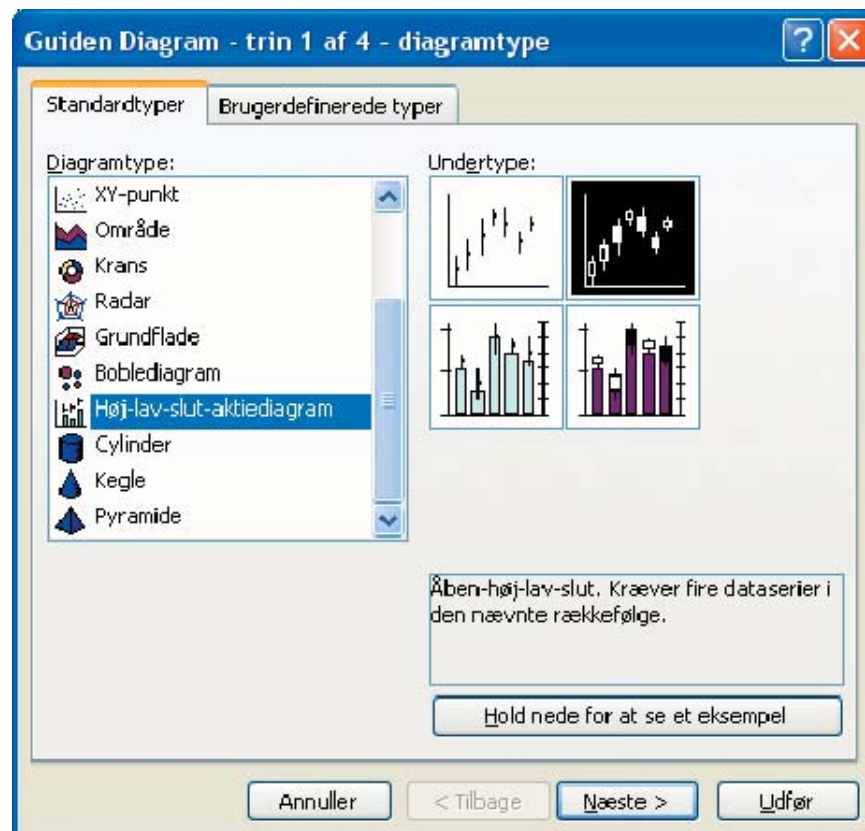 Guiden Diagram - trin 1 af 4 - diagramtype
Standardtyper
Brugerdefinerede typer
Diagramtype:
XY-punkt
Område
Krans
Radar
Grundflade
Boblediagram
Høj-lav-slut-aktiediagram
Cylinder
Kegle
Pyramide
Undertype:
Åben-høj-lav-slut. Kræver fire dataserier i
den nævnte rækkefølge.
Hold nede for at se et eksempel
Annuller
< Tilbage
Næste >
Udfør